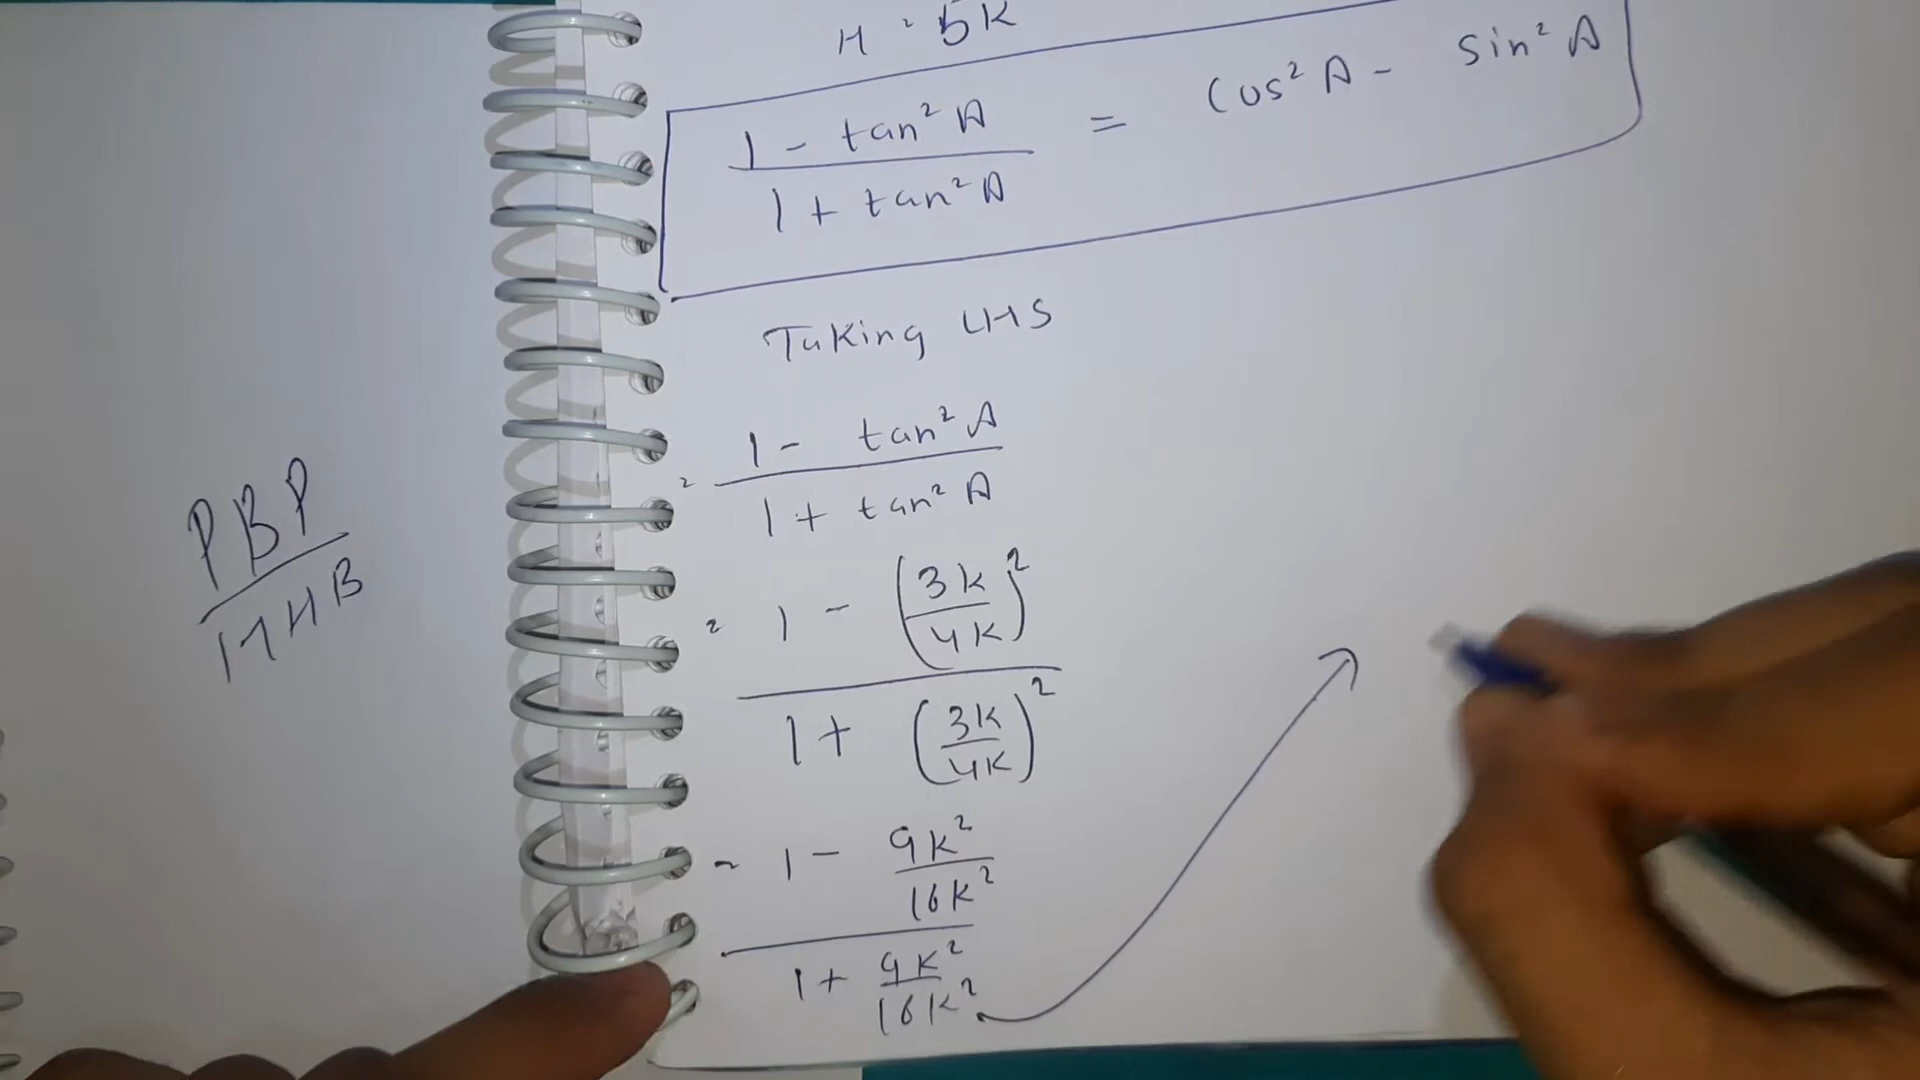 H = 5K
1 - tan² A
1 + tan² A
= Cos² A - Sin² A
Taking LHS
= 1 - tan² A
1 + tan² A
= 1 - (3K/4K)²
1 + (3K/4K)²
= 1 - 9K²/16K²
1 + 9K²/16K²
PBP
HHB